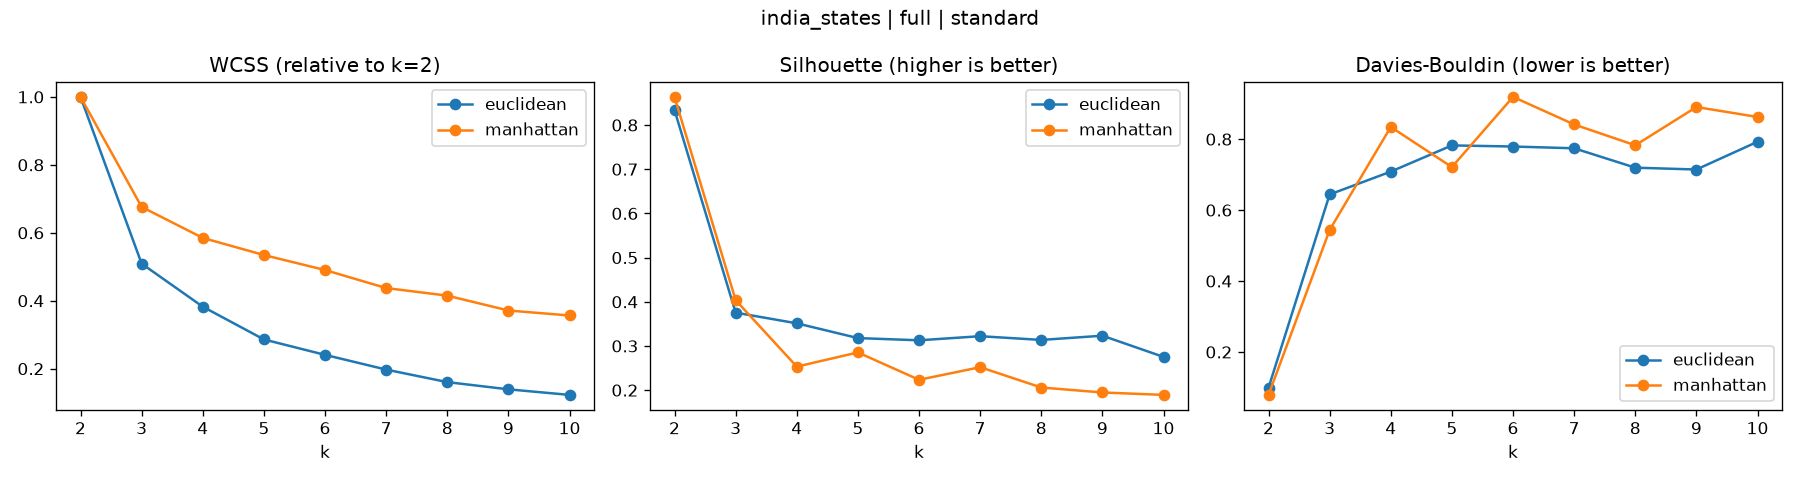 india_states | full | standard
WCSS (relative to k=2)
1.0
0.8
0.6
0.4
0.2
2 3 4 5 6 7 8 9 10
k
euclidean
manhattan
Silhouette (higher is better)
0.8
0.7
0.6
0.5
0.4
0.3
0.2
2 3 4 5 6 7 8 9 10
k
euclidean
manhattan
Davies-Bouldin (lower is better)
0.8
0.6
0.4
0.2
2 3 4 5 6 7 8 9 10
k
euclidean
manhattan